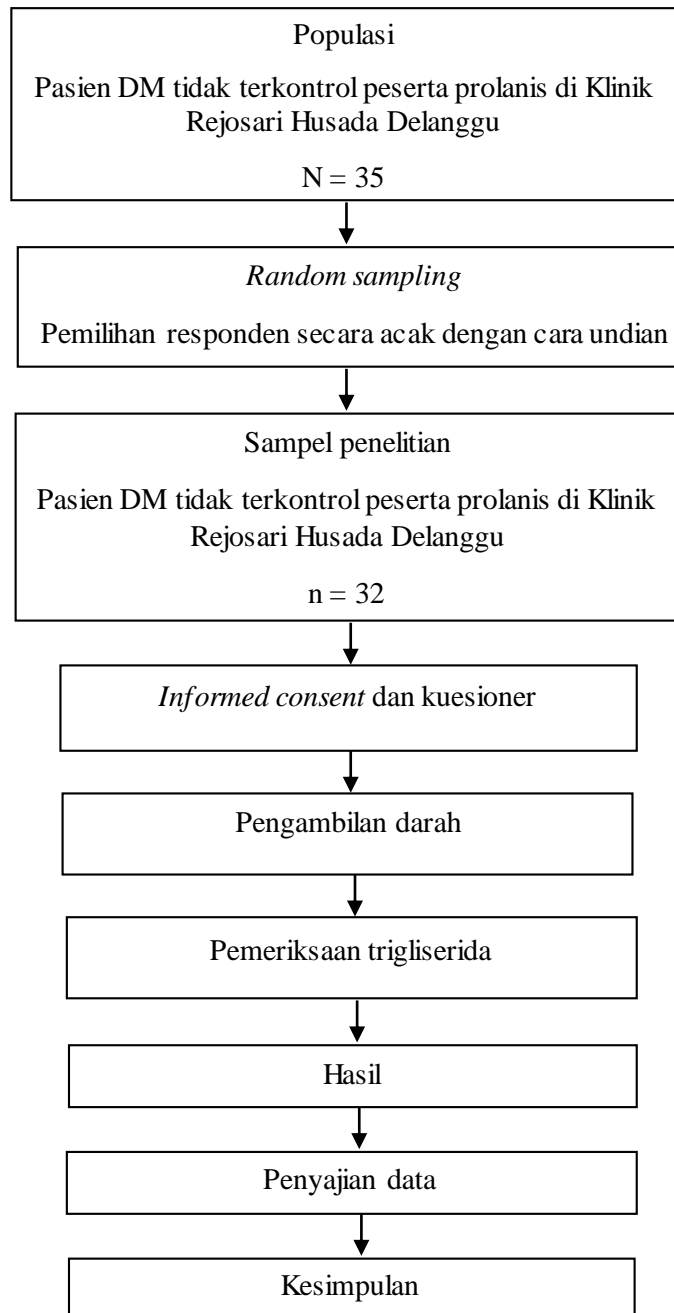 Populasi
Pasien DM tidak terkontrol peserta prolanis di Klinik
Rejosari Husada Delanggu
N = 35
Random sampling
Pemilihan responden secara acak dengan cara undian
Sampel penelitian
Pasien DM tidak terkontrol peserta prolanis di Klinik
Rejosari Husada Delanggu
n = 32
Informed consent dan kuesioner
Pengambilan darah
Pemeriksaan trigliserida
Hasil
Penyajian data
Kesimpulan